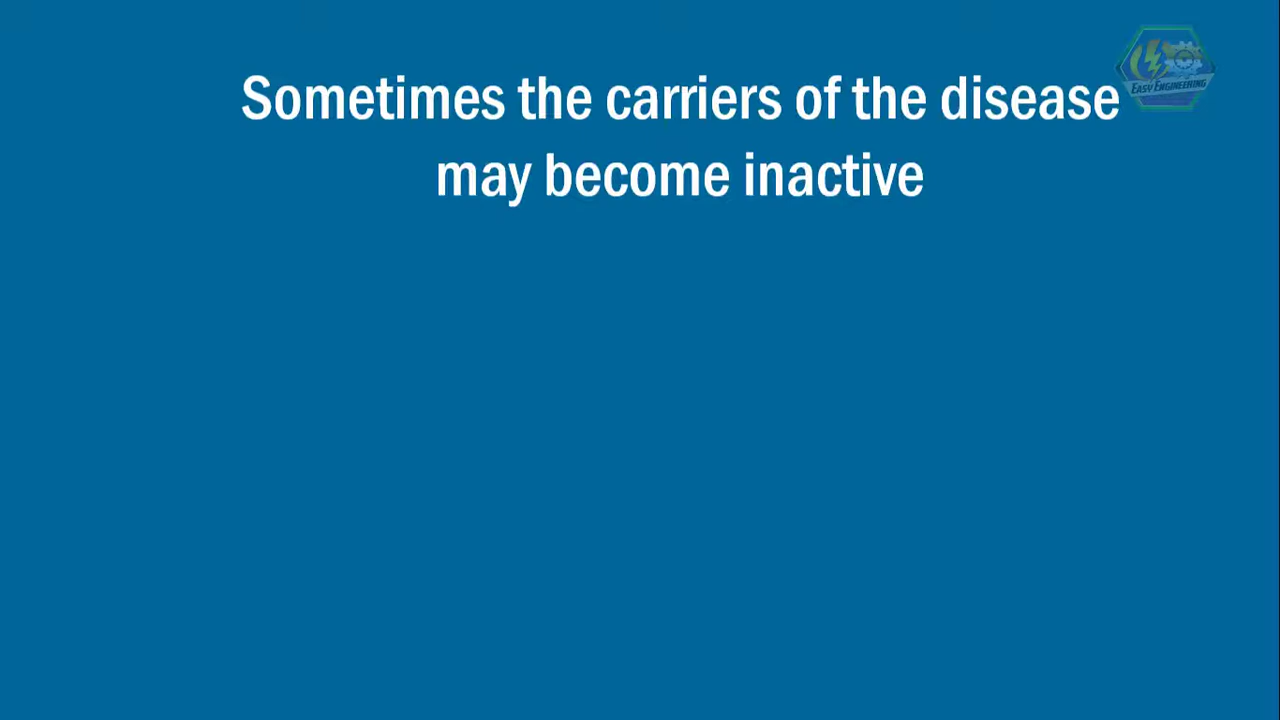 Sometimes the carriers of the disease
may become inactive
EASY ENGINEERING